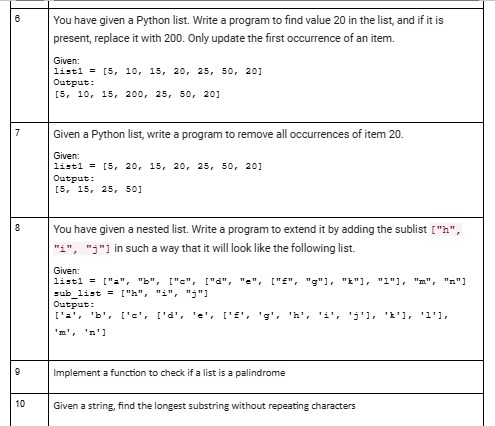 6
You have given a Python list. Write a program to find value 20 in the list, and if it is
present, replace it with 200. Only update the first occurrence of an item.
Given:
list1 = [5, 10, 15, 20, 25, 50, 20]
Output:
[5, 10, 15, 200, 25, 50, 20]
7
Given a Python list, write a program to remove all occurrences of item 20.
Given:
list1 = [5, 20, 15, 20, 25, 50, 20]
Output:
[5, 15, 25, 50]
8
You have given a nested list. Write a program to extend it by adding the sublist ["h",
"i", "j"] in such a way that it will look like the following list.
Given:
list1 = ["a", "b", ["c", ["d", "e", ["f", "g"], "k"], "l"], "m", "n"]
sub_list = ["h", "i", "j"]
Output:
['a', 'b', ['c', ['d', 'e', ['f', 'g', 'h', 'i', 'j'], 'k'], 'l'],
'm', 'n']
9
Implement a function to check if a list is a palindrome
10
Given a string, find the longest substring without repeating characters